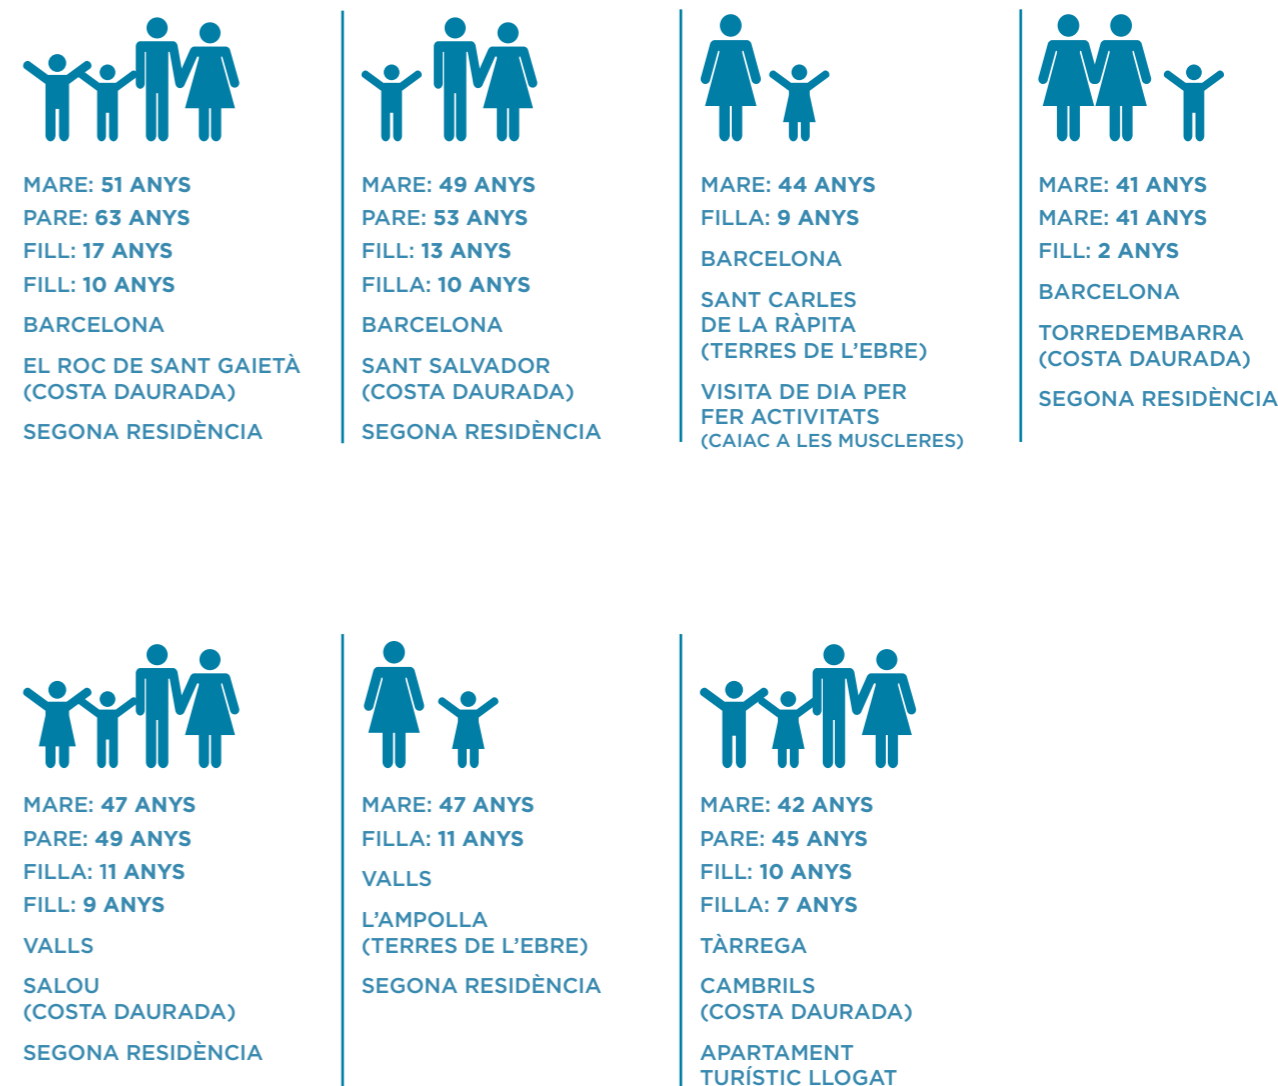 MARE: 51 ANYS
PARE: 63 ANYS
FILL: 17 ANYS
FILL: 10 ANYS
BARCELONA
EL ROC DE SANT GAIETÀ
(COSTA DAURADA)
SEGONA RESIDÈNCIA
MARE: 49 ANYS
PARE: 53 ANYS
FILL: 13 ANYS
FILLA: 10 ANYS
BARCELONA
SANT SALVADOR
(COSTA DAURADA)
SEGONA RESIDÈNCIA
MARE: 44 ANYS
FILLA: 9 ANYS
BARCELONA
SANT CARLES
DE LA RÀPITA
(TERRES DE L’EBRE)
VISITA DE DIA PER
FER ACTIVITATS
(CAIAC A LES MUSCLERES)
MARE: 41 ANYS
MARE: 41 ANYS
FILL: 2 ANYS
BARCELONA
TORREDEMBARRA
(COSTA DAURADA)
SEGONA RESIDÈNCIA
MARE: 47 ANYS
PARE: 49 ANYS
FILLA: 11 ANYS
FILL: 9 ANYS
VALLS
SALOU
(COSTA DAURADA)
SEGONA RESIDÈNCIA
MARE: 47 ANYS
FILLA: 11 ANYS
VALLS
L’AMPOLLA
(TERRES DE L’EBRE)
SEGONA RESIDÈNCIA
MARE: 42 ANYS
PARE: 45 ANYS
FILL: 10 ANYS
FILLA: 7 ANYS
TÀRREGA
CAMBRILS
(COSTA DAURADA)
APARTAMENT
TURÍSTIC LLOGAT